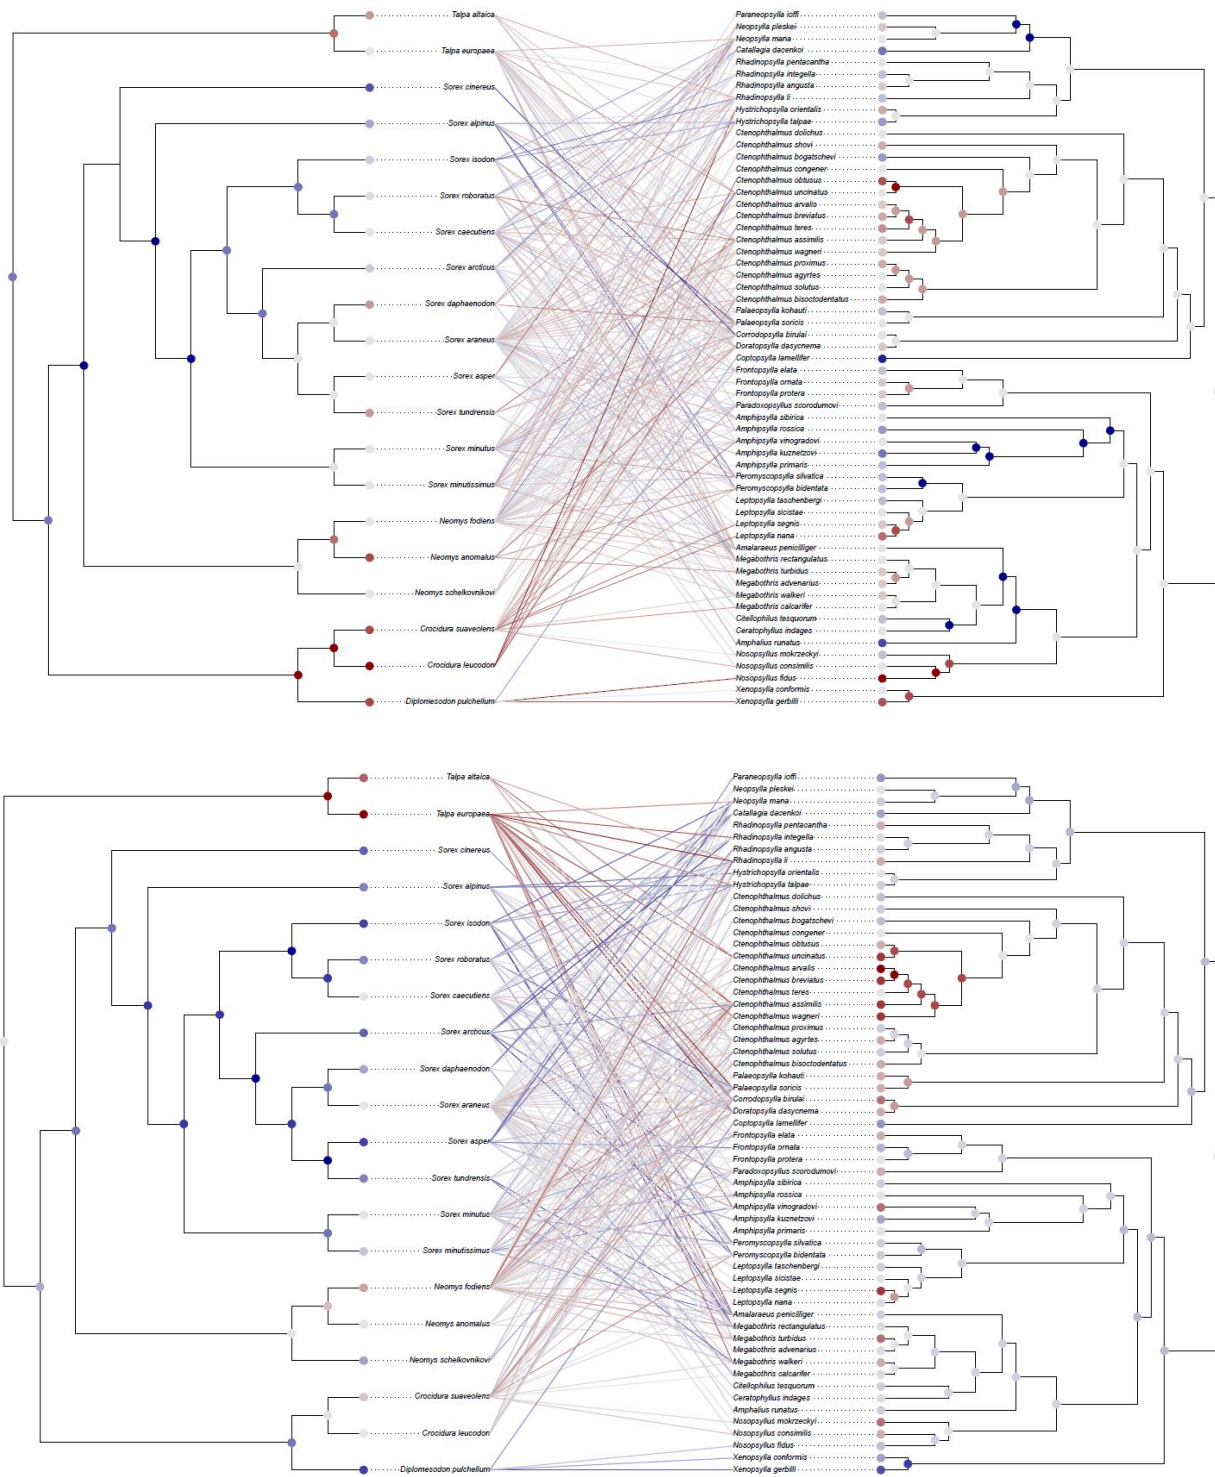 Talpa altaica
Talpa europaea
Sorex cinereus
Sorex alpinus
Sorex isodon
Sorex roboratus
Sorex caecutiens
Sorex arcticus
Sorex daphaenodon
Sorex araneus
Sorex asper
Sorex tundrensis
Sorex minutus
Sorex minutissimus
Neomys fodiens
Neomys anomalus
Neomys schelkovnikovi
Crocidura suaveolens
Crocidura leucodon
Diplomesodon pulchellum
Paraneopsylla ioffi
Neopsylla pleskei
Neopsylla mana
Catallagia dacenkoi
Rhadinopsylla pentacantha
Rhadinopsylla integella
Rhadinopsylla angusta
Rhadinopsylla li
Hystrichopsylla orientalis
Hystrichopsylla talpae
Ctenophthalmus dolichus
Ctenophthalmus shovi
Ctenophthalmus bogatschevi
Ctenophthalmus congener
Ctenophthalmus obtusus
Ctenophthalmus uncinatus
Ctenophthalmus arvalis
Ctenophthalmus breviatus
Ctenophthalmus teres
Ctenophthalmus assimilis
Ctenophthalmus wagneri
Ctenophthalmus proximus
Ctenophthalmus agyrtes
Ctenophthalmus solutus
Ctenophthalmus bisoctodentatus
Palaeopsylla kohauti
Palaeopsylla soricis
Corrodopsylla birulai
Doratopsylla dasycnema
Coptopsylla lamellifer
Frontopsylla elata
Frontopsylla ornata
Frontopsylla protera
Paradoxopsyllus scorodumovi
Amphipsylla sibirica
Amphipsylla rossica
Amphipsylla vinogradovi
Amphipsylla kuznetzovi
Amphipsylla primaris
Peromyscopsylla silvatica
Peromyscopsylla bidentata
Leptopsylla taschenbergi
Leptopsylla sicistae
Leptopsylla segnis
Leptopsylla nana
Amalaraeus penicilliger
Megabothris rectangulatus
Megabothris turbidus
Megabothris advenarius
Megabothris walkeri
Megabothris calcarifer
Citellophilus tesquorum
Ceratophyllus indages
Amphalius runatus
Nosopsyllus mokrzeckyi
Nosopsyllus consimilis
Nosopsyllus fidus
Xenopsylla conformis
Xenopsylla gerbilli
Talpa altaica
Talpa europaea
Sorex cinereus
Sorex alpinus
Sorex isodon
Sorex roboratus
Sorex caecutiens
Sorex arcticus
Sorex daphaenodon
Sorex araneus
Sorex asper
Sorex tundrensis
Sorex minutus
Sorex minutissimus
Neomys fodiens
Neomys anomalus
Neomys schelkovnikovi
Crocidura suaveolens
Crocidura leucodon
Diplomesodon pulchellum
Paraneopsylla ioffi
Neopsylla pleskei
Neopsylla mana
Catallagia dacenkoi
Rhadinopsylla pentacantha
Rhadinopsylla integella
Rhadinopsylla angusta
Rhadinopsylla li
Hystrichopsylla orientalis
Hystrichopsylla talpae
Ctenophthalmus dolichus
Ctenophthalmus shovi
Ctenophthalmus bogatschevi
Ctenophthalmus congener
Ctenophthalmus obtusus
Ctenophthalmus uncinatus
Ctenophthalmus arvalis
Ctenophthalmus breviatus
Ctenophthalmus teres
Ctenophthalmus assimilis
Ctenophthalmus wagneri
Ctenophthalmus proximus
Ctenophthalmus agyrtes
Ctenophthalmus solutus
Ctenophthalmus bisoctodentatus
Palaeopsylla kohauti
Palaeopsylla soricis
Corrodopsylla birulai
Doratopsylla dasycnema
Coptopsylla lamellifer
Frontopsylla elata
Frontopsylla ornata
Frontopsylla protera
Paradoxopsyllus scorodumovi
Amphipsylla sibirica
Amphipsylla rossica
Amphipsylla vinogradovi
Amphipsylla kuznetzovi
Amphipsylla primaris
Peromyscopsylla silvatica
Peromyscopsylla bidentata
Leptopsylla taschenbergi
Leptopsylla sicistae
Leptopsylla segnis
Leptopsylla nana
Amalaraeus penicilliger
Megabothris rectangulatus
Megabothris turbidus
Megabothris advenarius
Megabothris walkeri
Megabothris calcarifer
Citellophilus tesquorum
Ceratophyllus indages
Amphalius runatus
Nosopsyllus mokrzeckyi
Nosopsyllus consimilis
Nosopsyllus fidus
Xenopsylla conformis
Xenopsylla gerbilli